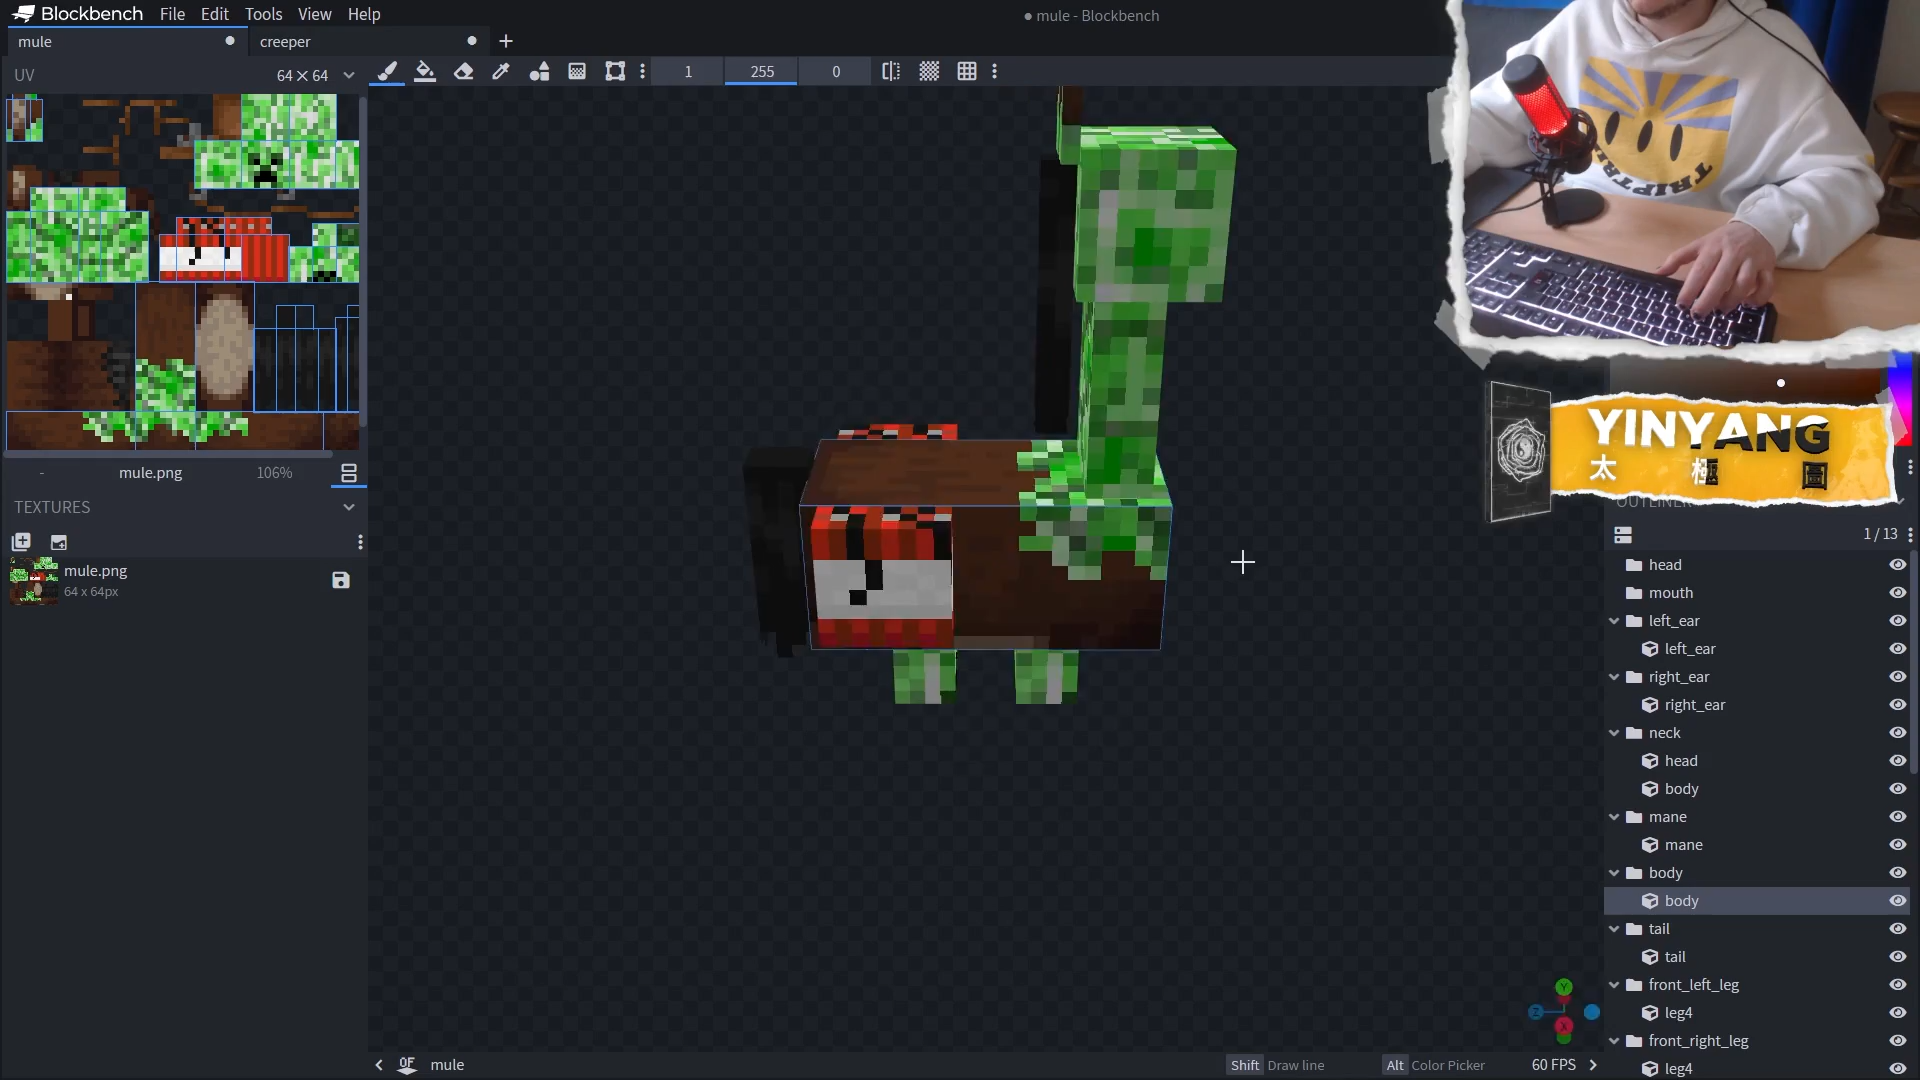 Blockbench
File
Edit
Tools
View
Help
mule - Blockbench
mule
creeper
UV
64×64
1
255
0
TRIPTRIP
YINYANG
太極圖
-
mule.png
106%
TEXTURES
mule.png
64 x 64px
OUTLINER
1 / 13
head
mouth
left_ear
left_ear
right_ear
right_ear
neck
head
body
mane
mane
body
body
tail
tail
front_left_leg
leg4
front_right_leg
leg4
Y
Z
X
OF
mule
Shift
Draw line
Alt
Color Picker
60 FPS